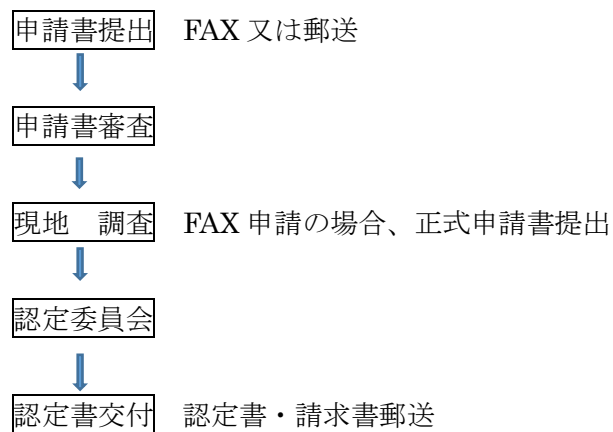 申請書提出 FAX 又は郵送
申請書審査
現地　調査 FAX 申請の場合、正式申請書提出
認定委員会
認定書交付 認定書・請求書郵送